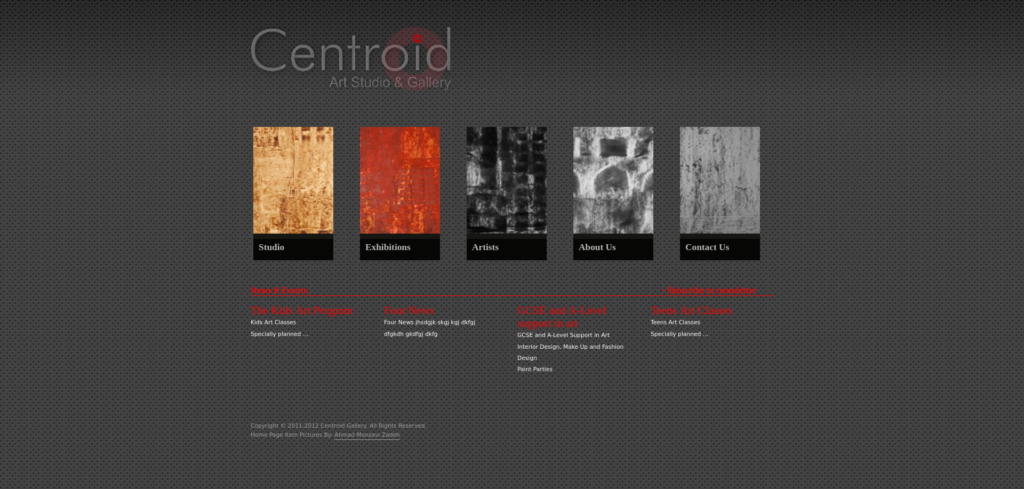 Centroid
Art Studio & Gallery
Studio
Exhibitions
Artists
About Us
Contact Us
News & Events
Subscribe to Newsletter
The Kids Art Program
Kids Art Classes
Specially planned ...
Four News
Four News jhsdgjk skgj kgj dkfgj
dfgkdh gkdfgj dkfg
GCSE and A-Level
support in art
GCSE and A-Level Support in Art
Interior Design, Make Up and Fashion
Design
Paint Parties
Teens Art Classes
Teens Art Classes
Specially planned ...
Copyright © 2011-2012 Centroid Gallery. All Rights Reserved.
Home Page Item Pictures By: Ahmad Morolavi Zadeh